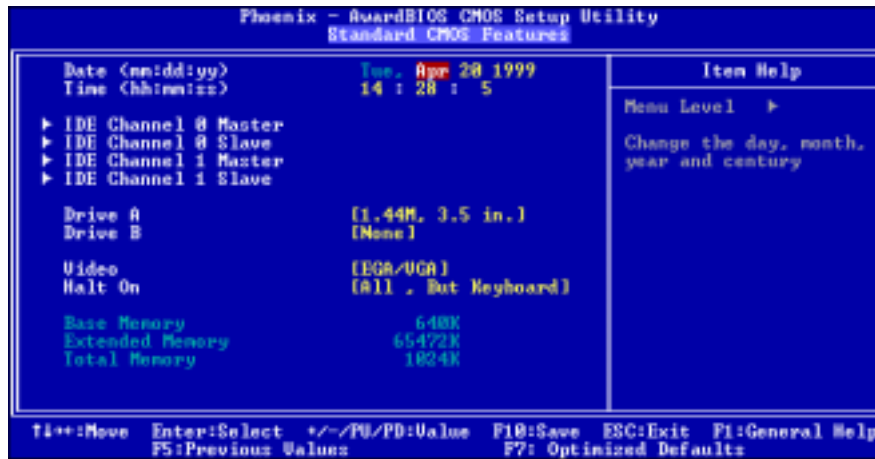 Phoenix - AwardBIOS CMOS Setup Utility
Standard CMOS Features
Date (mm:dd:yy) Tue, Apr 20 1999
Time (hh:mm:ss) 14 : 28 : 5
▶ IDE Channel 0 Master
▶ IDE Channel 0 Slave
▶ IDE Channel 1 Master
▶ IDE Channel 1 Slave
Drive A [1.44M, 3.5 in.]
Drive B [None]
Video [EGA/VGA]
Halt On [All , But Keyboard]
Base Memory 640K
Extended Memory 65472K
Total Memory 1024K
Item Help
Menu Level ▶
Change the day, month,
year and century
↑↓→←:Move Enter:Select +/-/PU/PD:Value F10:Save ESC:Exit F1:General Help
F5:Previous Values F7: Optimized Defaults